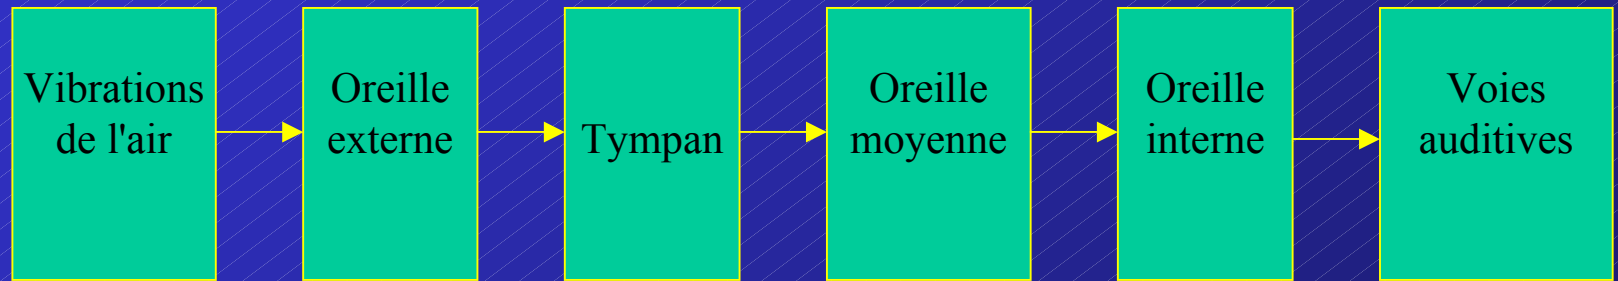 Vibrations
de l'air
Oreille
externe
Tympan
Oreille
moyenne
Oreille
interne
Voies
auditives